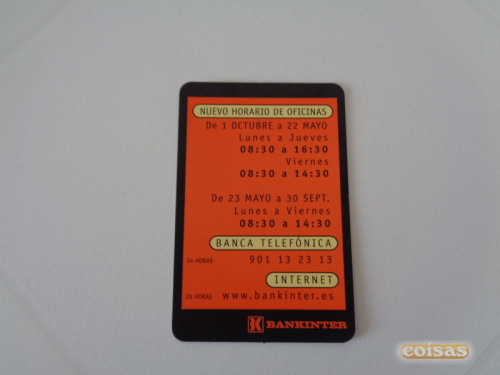 NUEVO HORARIO DE OFICINAS
De 1 OCTUBRE a 22 MAYO
Lunes a Jueves
08:30 a 16:30
Viernes
08:30 a 14:30
De 23 MAYO a 30 SEPT.
Lunes a Viernes
08:30 a 14:30
BANCA TELEFÓNICA
24 HORAS 901 13 23 13
INTERNET
24 HORAS www.bankinter.es
BANKINTER
coisas